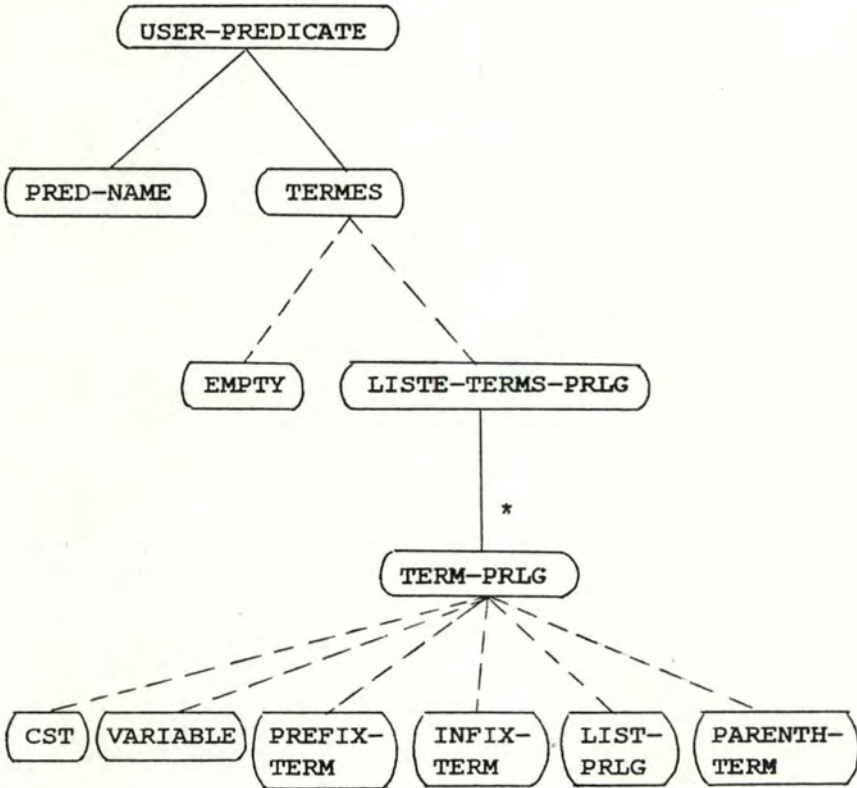 USER-PREDICATE
PRED-NAME TERMES
EMPTY LISTE-TERMS-PRLG
*
TERM-PRLG
CST VARIABLE PREFIX- INFIX- LIST- PARENTH-
TERM TERM PRLG TERM